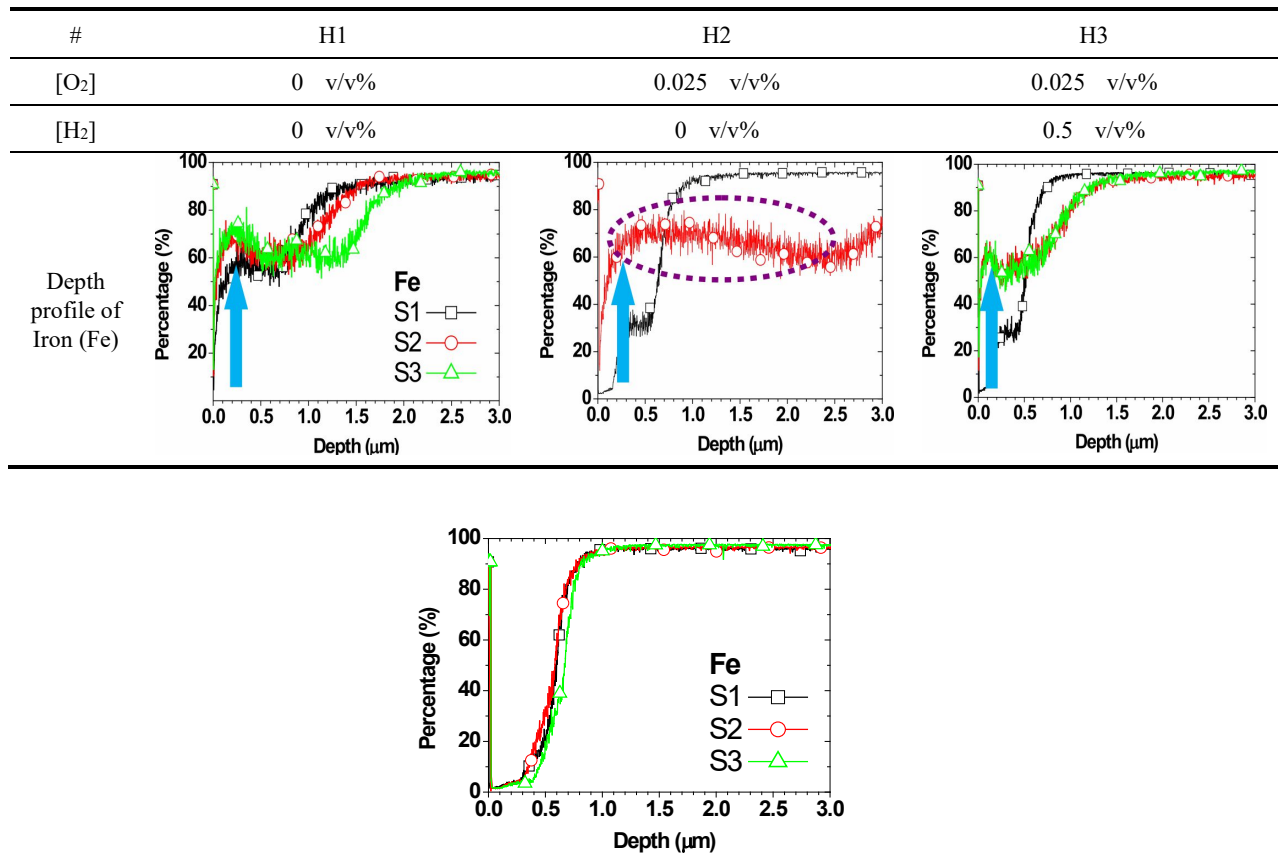 # H1 H2 H3
[O2] 0 v/v% 0.025 v/v% 0.025 v/v%
[H2] 0 v/v% 0 v/v% 0.5 v/v%
Depth
profile of
Iron (Fe)
Percentage (%)
100
80
60
40
20
Fe
S1
S2
S3
0.0 0.5 1.0 1.5 2.0 2.5 3.0
Depth (μm)
Percentage (%)
100
80
60
40
20
0
0.0 0.5 1.0 1.5 2.0 2.5 3.0
Depth (μm)
Percentage (%)
100
80
60
40
20
0
0.0 0.5 1.0 1.5 2.0 2.5 3.0
Depth (μm)
Percentage (%)
100
80
60
40
20
0
Fe
S1
S2
S3
0.0 0.5 1.0 1.5 2.0 2.5 3.0
Depth (μm)